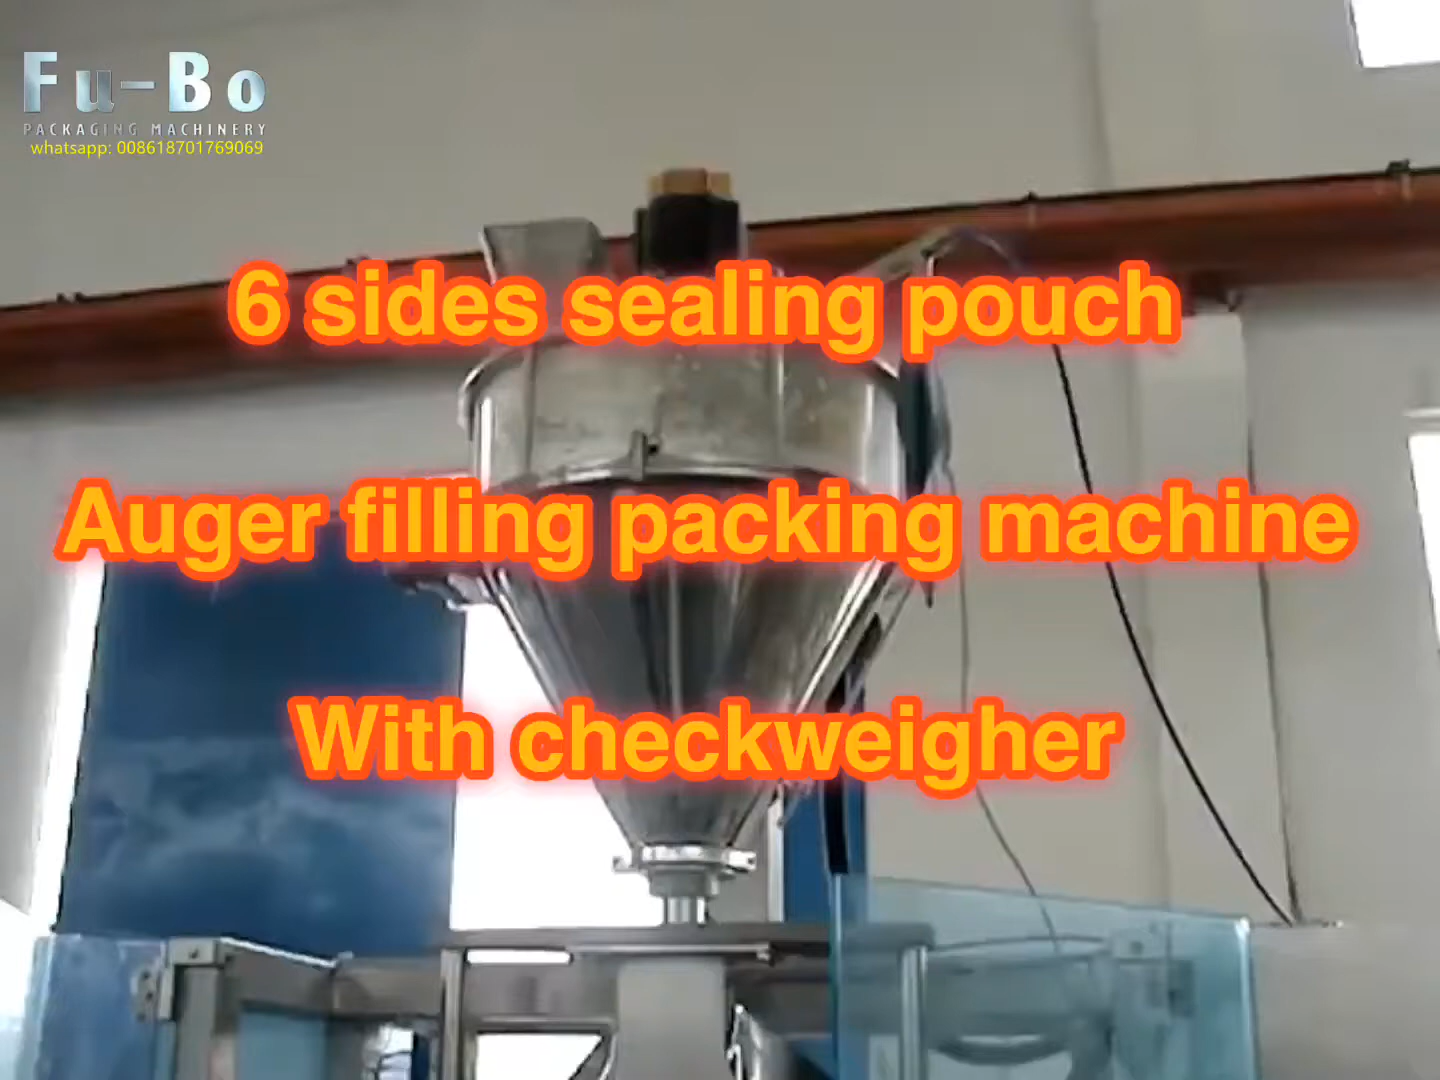 Fu-Bo
PACKAGING MACHINERY
whatsapp: 008618701769069
6 sides sealing pouch
Auger filling packing machine
With checkweigher